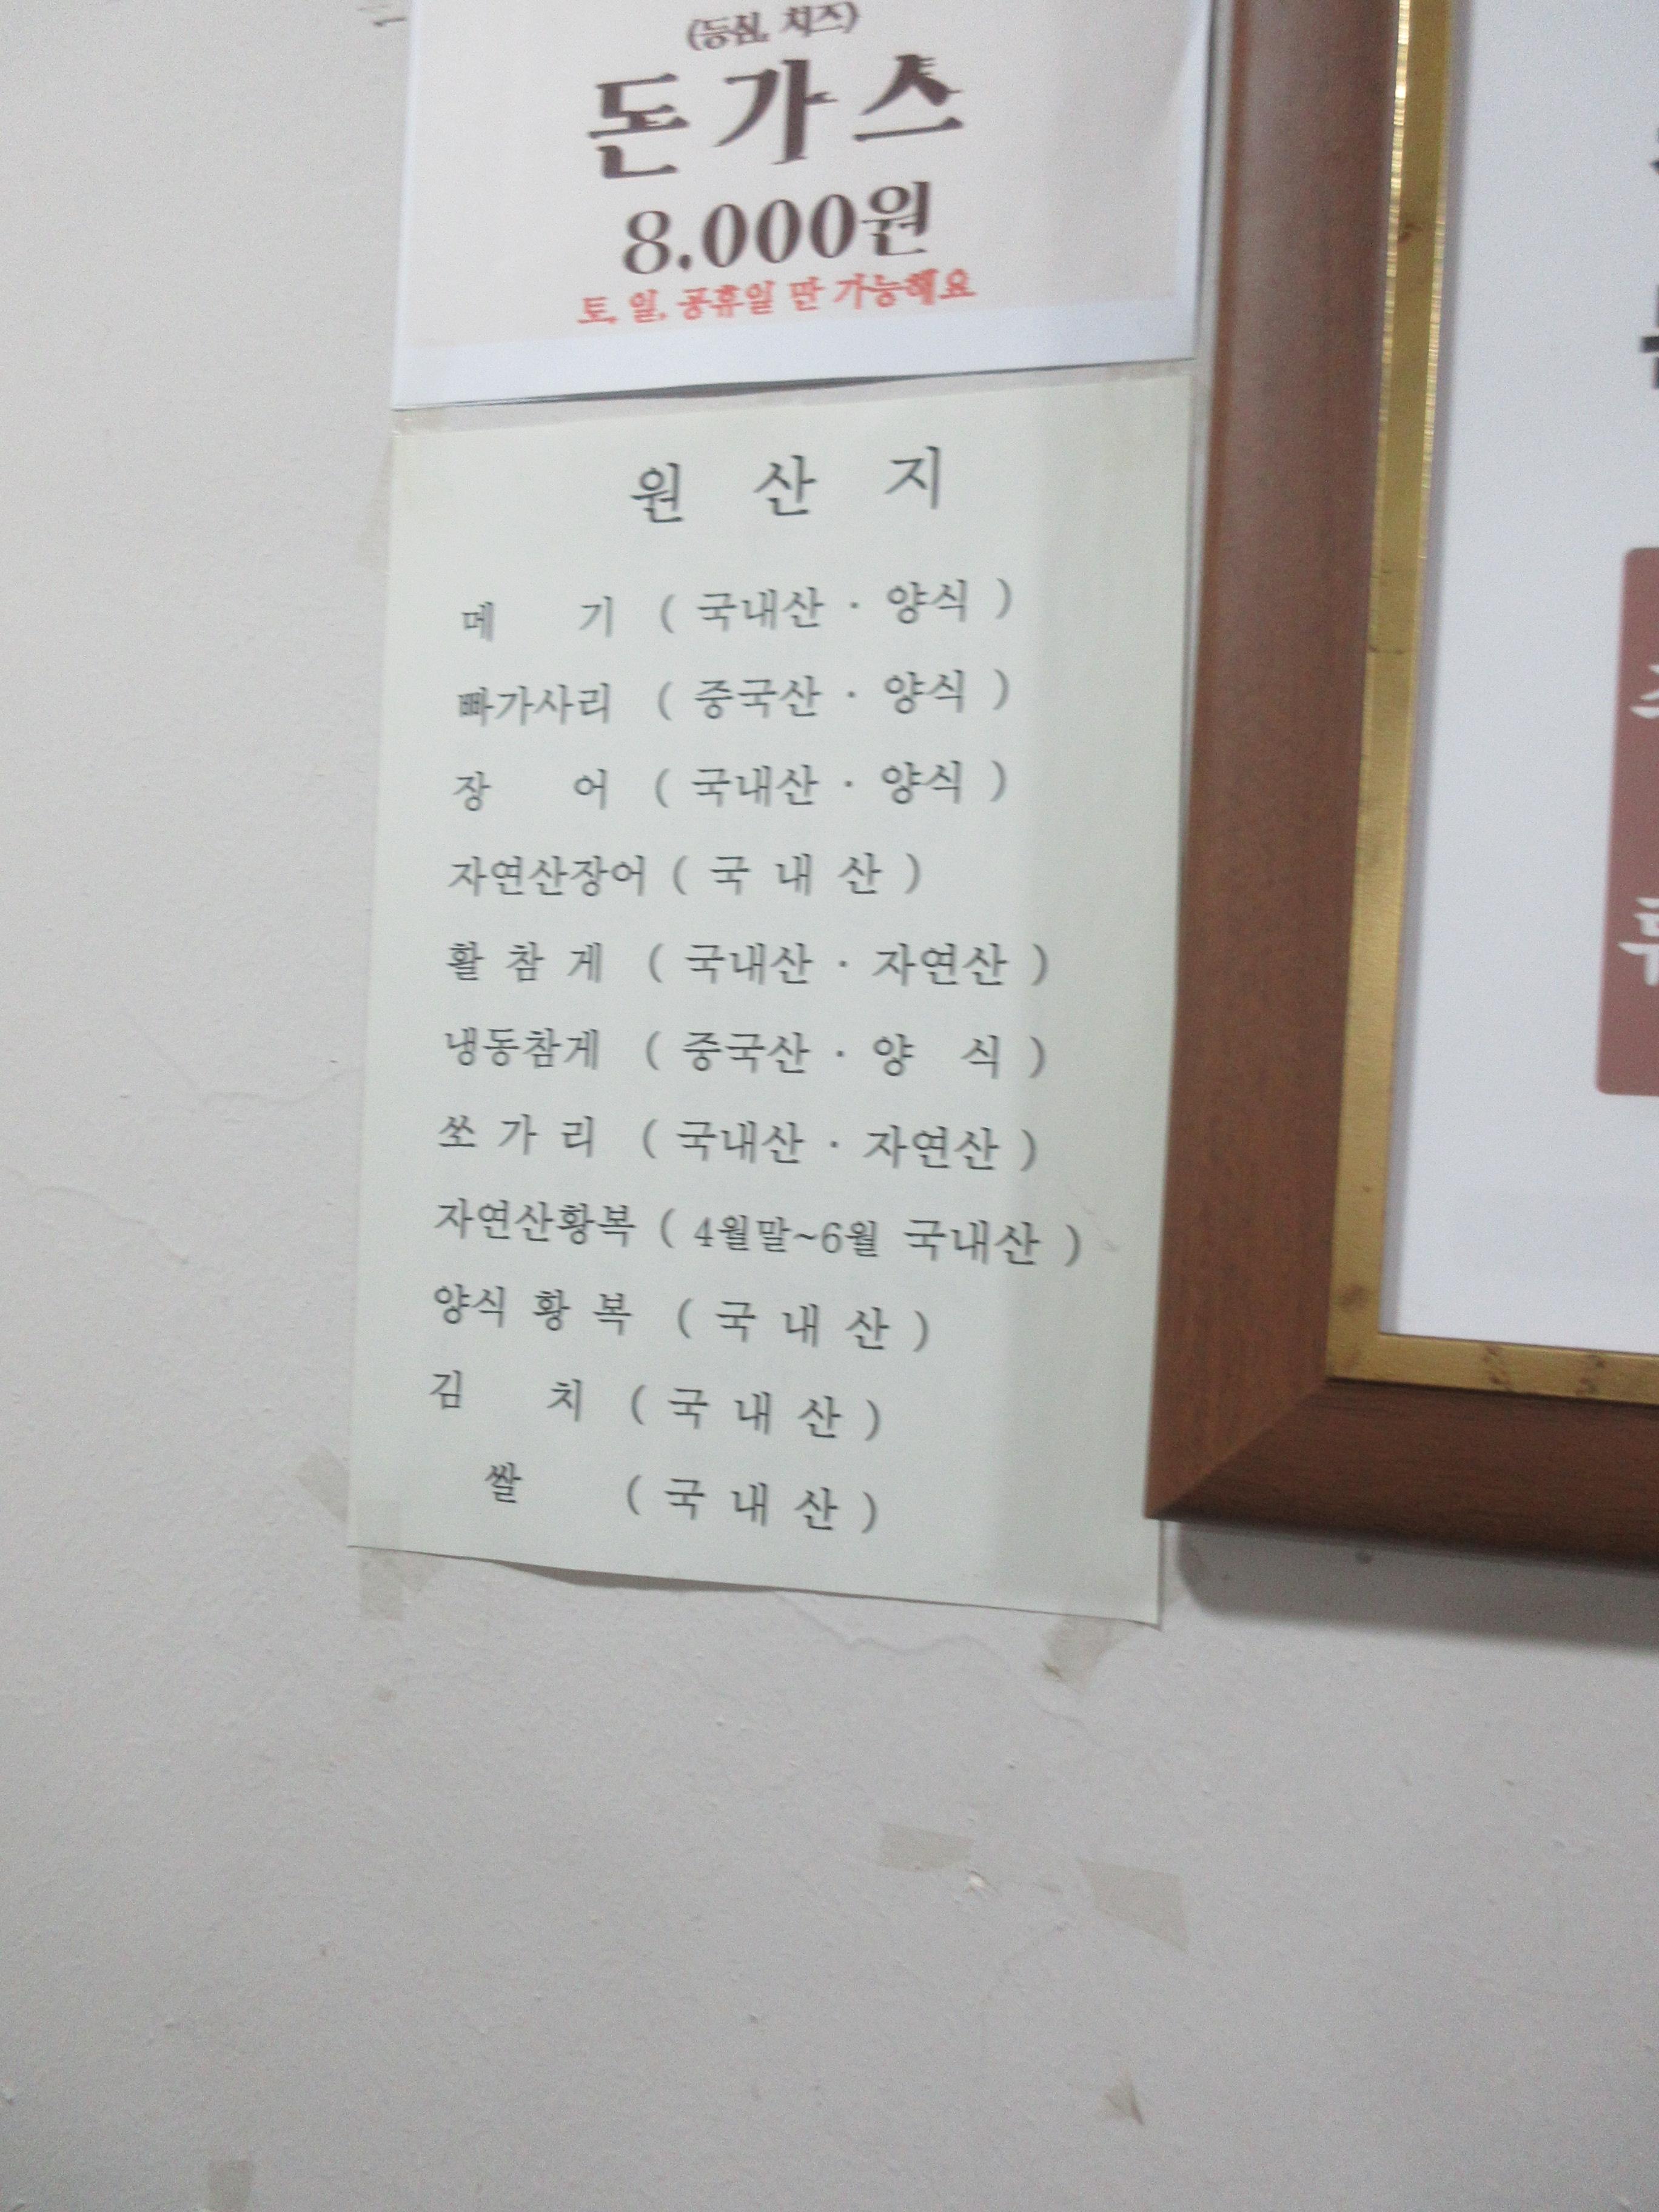 (등심, 치즈)
돈가스
8.000원
토, 일, 공휴일 만 가능해요
원 산 지
메 기 ( 국내산 · 양식 )
빠가사리 ( 중국산 · 양식 )
장 어 ( 국내산 · 양식 )
자연산장어 ( 국 내 산 )
활 참 게 ( 국내산 · 자연산 )
냉동참게 ( 중국산 · 양 식 )
쏘 가 리 ( 국내산 · 자연산 )
자연산황복 ( 4월말~6월 국내산 )
양식 황 복 ( 국 내 산 )
김 치 ( 국 내 산 )
쌀 ( 국 내 산 )